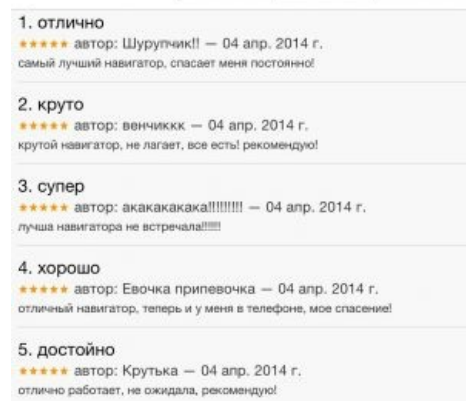 1. отлично
★★★★★ автор: Шурупчик!! — 04 апр. 2014 г.
самый лучший навигатор, спасает меня постоянно!
2. круто
★★★★★ автор: венчиккк — 04 апр. 2014 г.
крутой навигатор, не лагает, все есть! рекомендую!
3. супер
★★★★★ автор: акакакакака!!!!!!!!! — 04 апр. 2014 г.
лучша навигатора не встречала!!!!!!
4. хорошо
★★★★★ автор: Евочка припевочка — 04 апр. 2014 г.
отличный навигатор, теперь и у меня в телефоне, мое спасение!
5. достойно
★★★★★ автор: Крутька — 04 апр. 2014 г.
отлично работает, не ожидала, рекомендую!